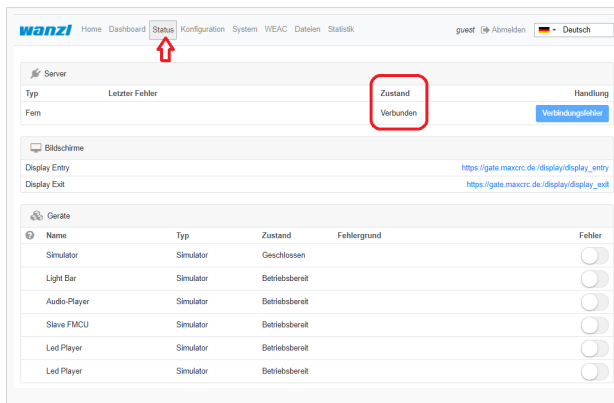 wanzl Home Dashboard Status Konfiguration System WEAC Dateien Statistik guest Abmelden Deutsch
Server
Typ Letzter Fehler Zustand Handlung
Fern Verbunden Verbindungsfehler
Bildschirme
Display Entry https://gate.maxcrc.de:/display/display_entry
Display Exit https://gate.maxcrc.de:/display/display_exit
Geräte
? Name Typ Zustand Fehlergrund Fehler
Simulator Simulator Geschlossen
Light Bar Simulator Betriebsbereit
Audio-Player Simulator Betriebsbereit
Slave FMCU Simulator Betriebsbereit
Led Player Simulator Betriebsbereit
Led Player Simulator Betriebsbereit